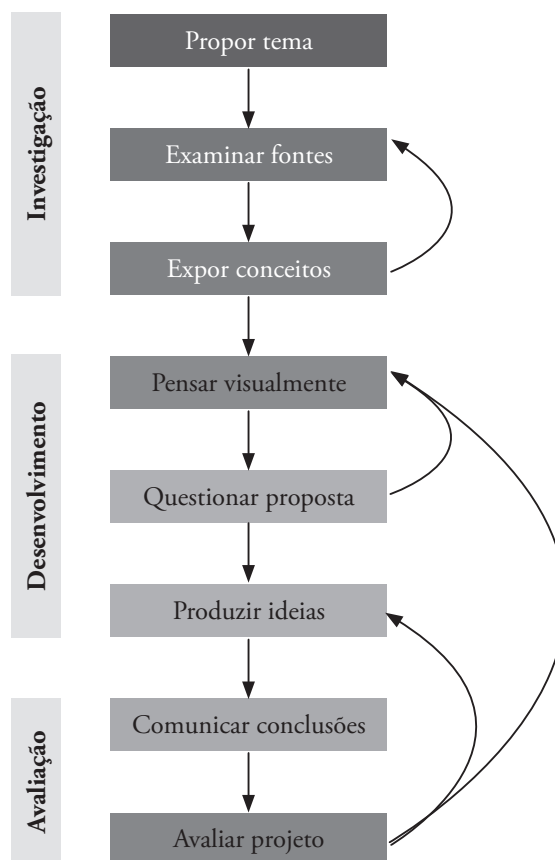 Investigação
Propor tema
Examinar fontes
Expor conceitos
Desenvolvimento
Pensar visualmente
Questionar proposta
Produzir ideias
Avaliação
Comunicar conclusões
Avaliar projeto